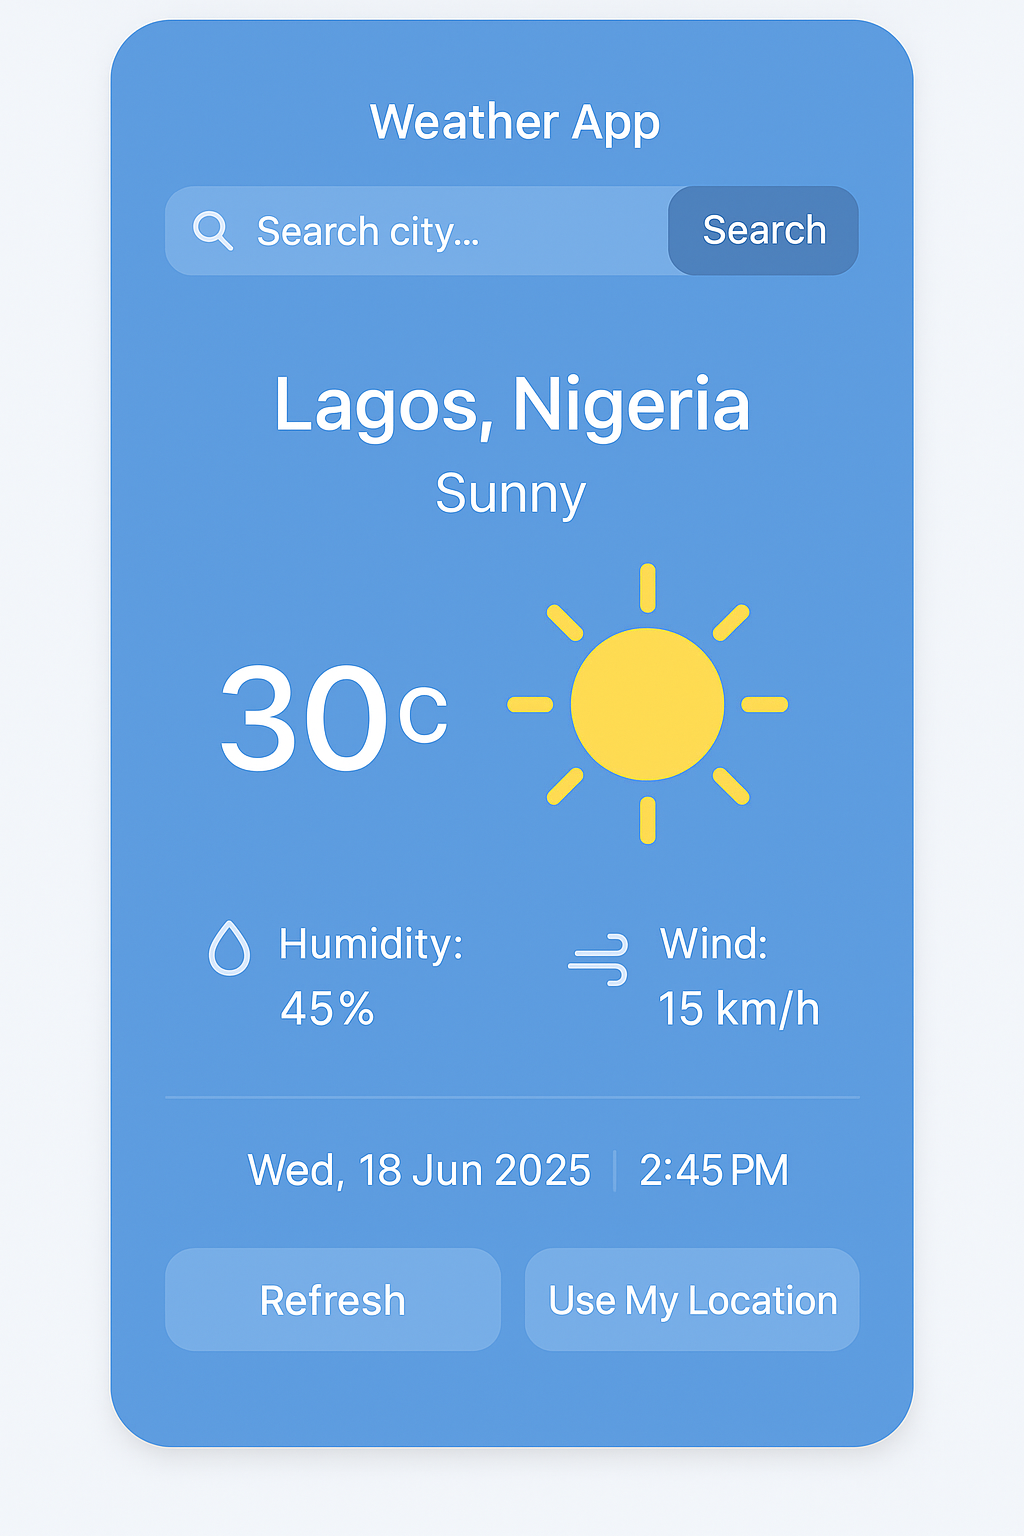 Weather App
Search city...
Search
Lagos, Nigeria
Sunny
30c
Humidity:
45%
Wind:
15 km/h
Wed, 18 Jun 2025 | 2:45 PM
Refresh
Use My Location